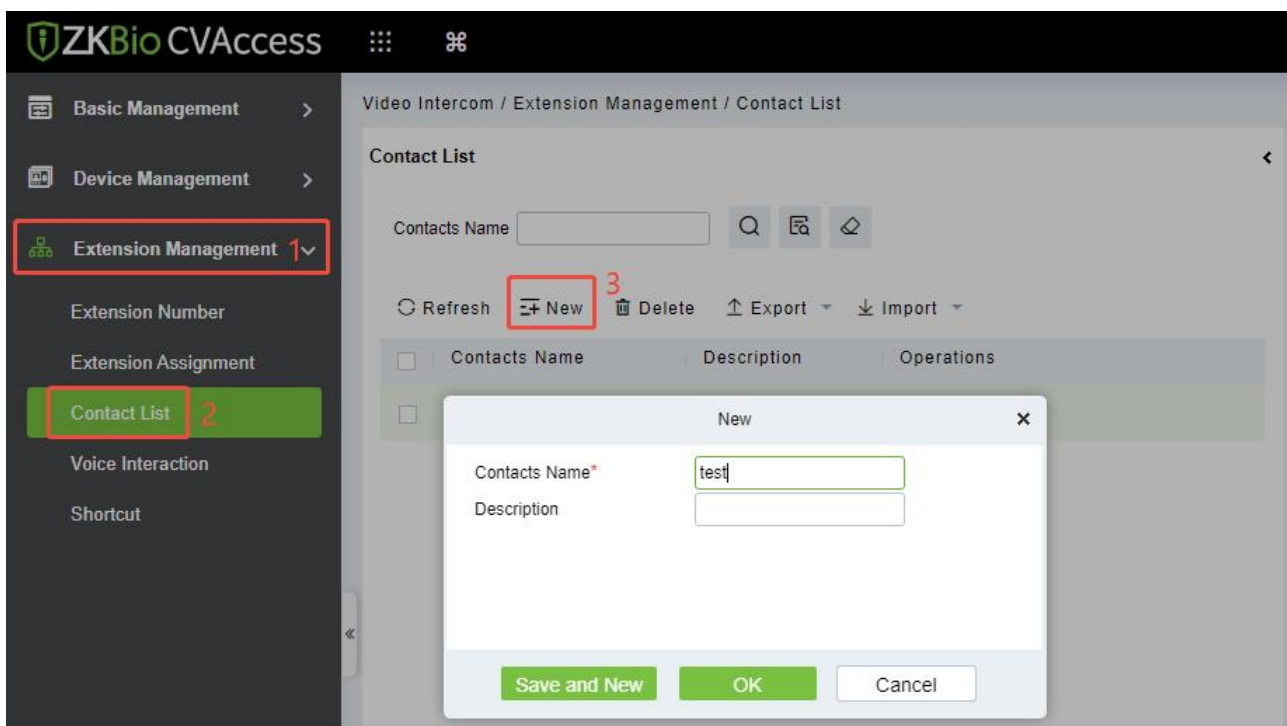 ZKBio CVAccess
Basic Management
Device Management
Extension Management 1
Extension Number
Extension Assignment
Contact List 2
Voice Interaction
Shortcut
Video Intercom / Extension Management / Contact List
Contact List
Contacts Name
3
Refresh New Delete Export Import
Contacts Name Description Operations
New
Contacts Name* test
Description
Save and New OK Cancel